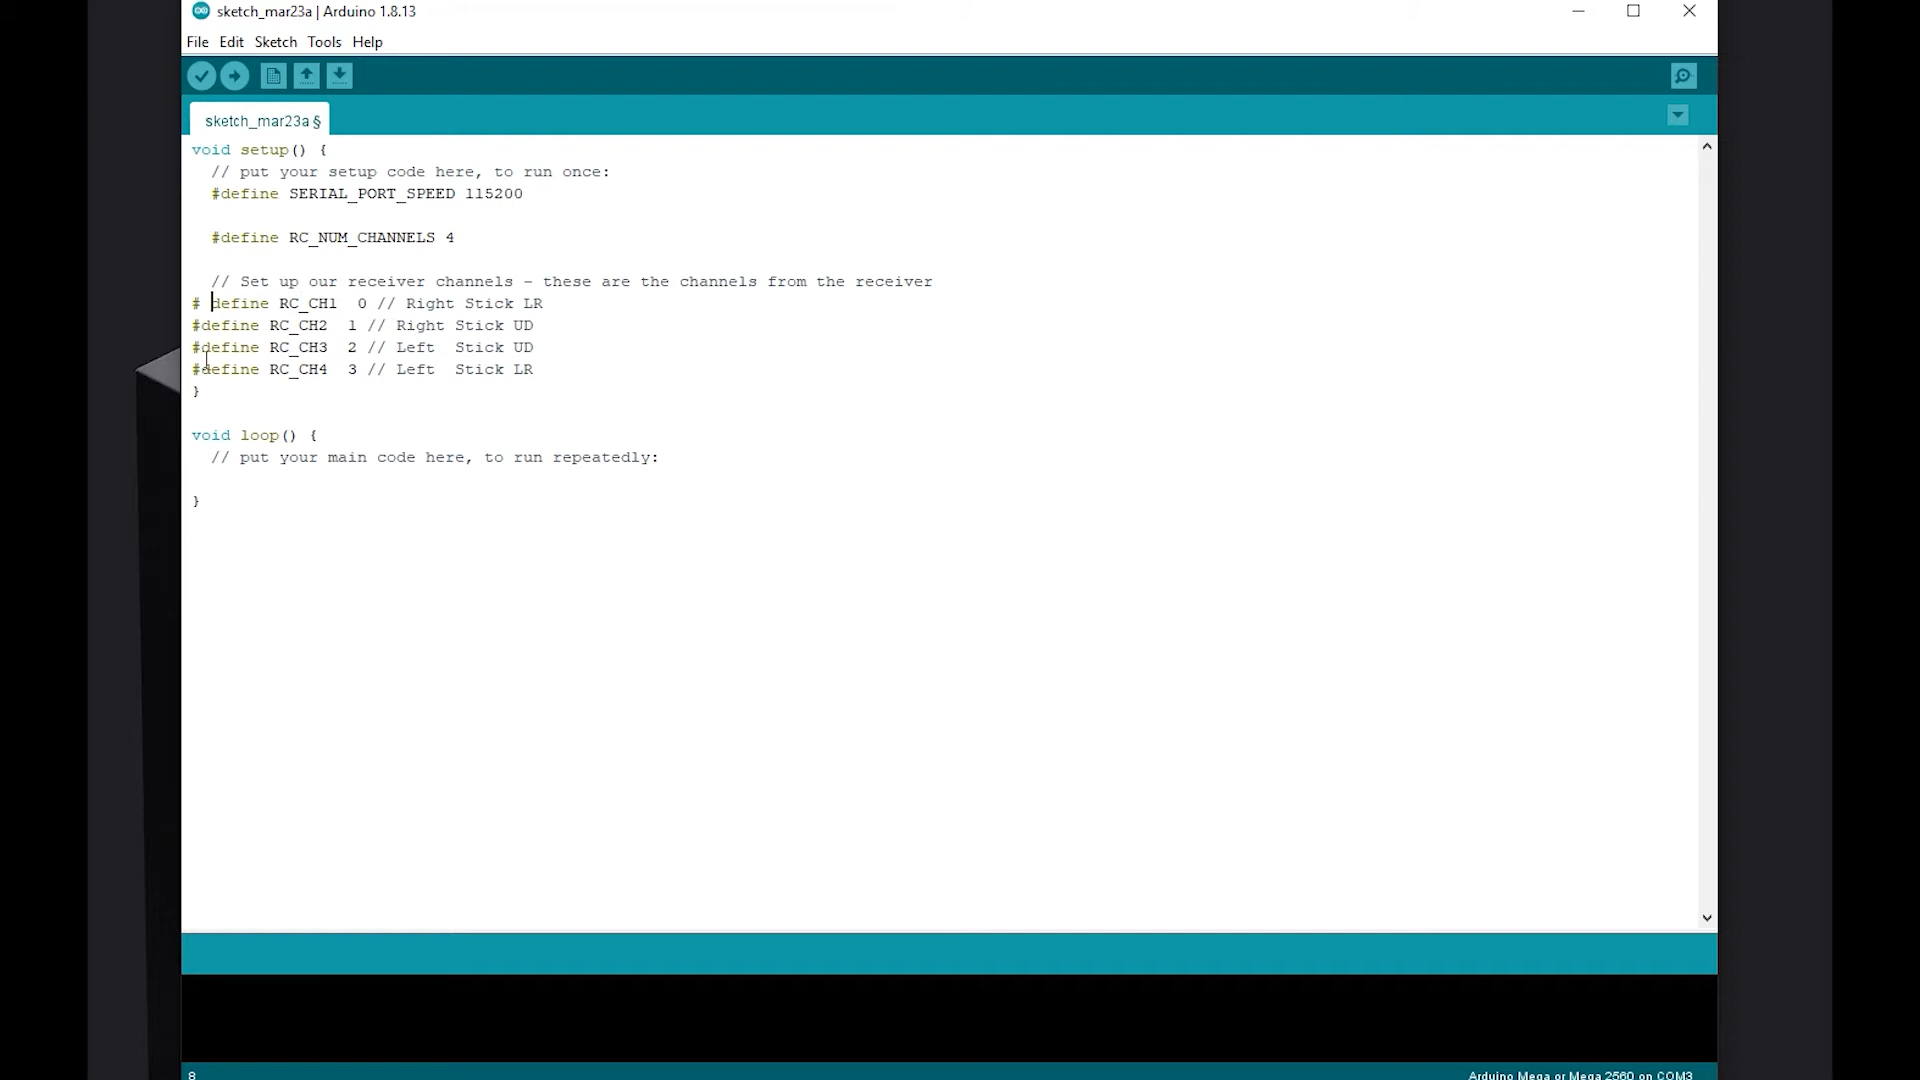 sketch_mar23a | Arduino 1.8.13
File Edit Sketch Tools Help
sketch_mar23a §
void setup() {
  // put your setup code here, to run once:
  #define SERIAL_PORT_SPEED 115200
  #define RC_NUM_CHANNELS 4
  // Set up our receiver channels - these are the channels from the receiver
# define RC_CH1  0 // Right Stick LR
#define RC_CH2  1 // Right Stick UD
#define RC_CH3  2 // Left  Stick UD
#define RC_CH4  3 // Left  Stick LR
}
void loop() {
  // put your main code here, to run repeatedly:
}
8 Arduino Mega or Mega 2560 on COM3